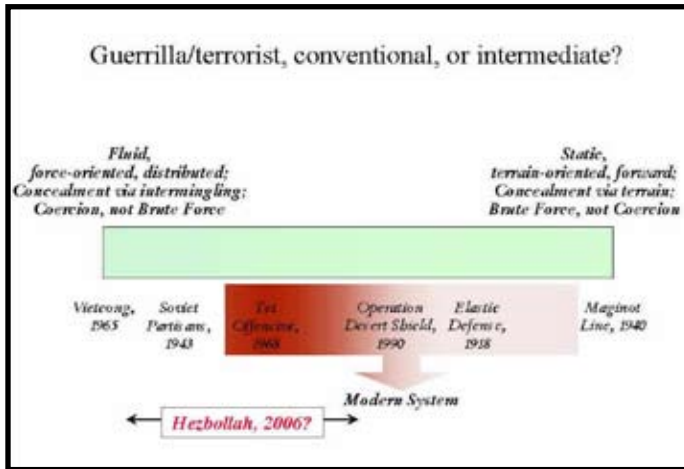 Guerrilla/terrorist, conventional, or intermediate?
Fluid,
force-oriented, distributed;
Concealment via intermingling;
Coercion, not Brute Force
Static,
terrain-oriented, forward;
Concealment via terrain;
Brute Force, not Coercion
Vietcong,
1965
Soviet
Partisans,
1943
Tet
Offensive,
1968
Operation
Desert Shield,
1990
Elastic
Defense,
1918
Maginot
Line, 1940
Modern System
Hezbollah, 2006?